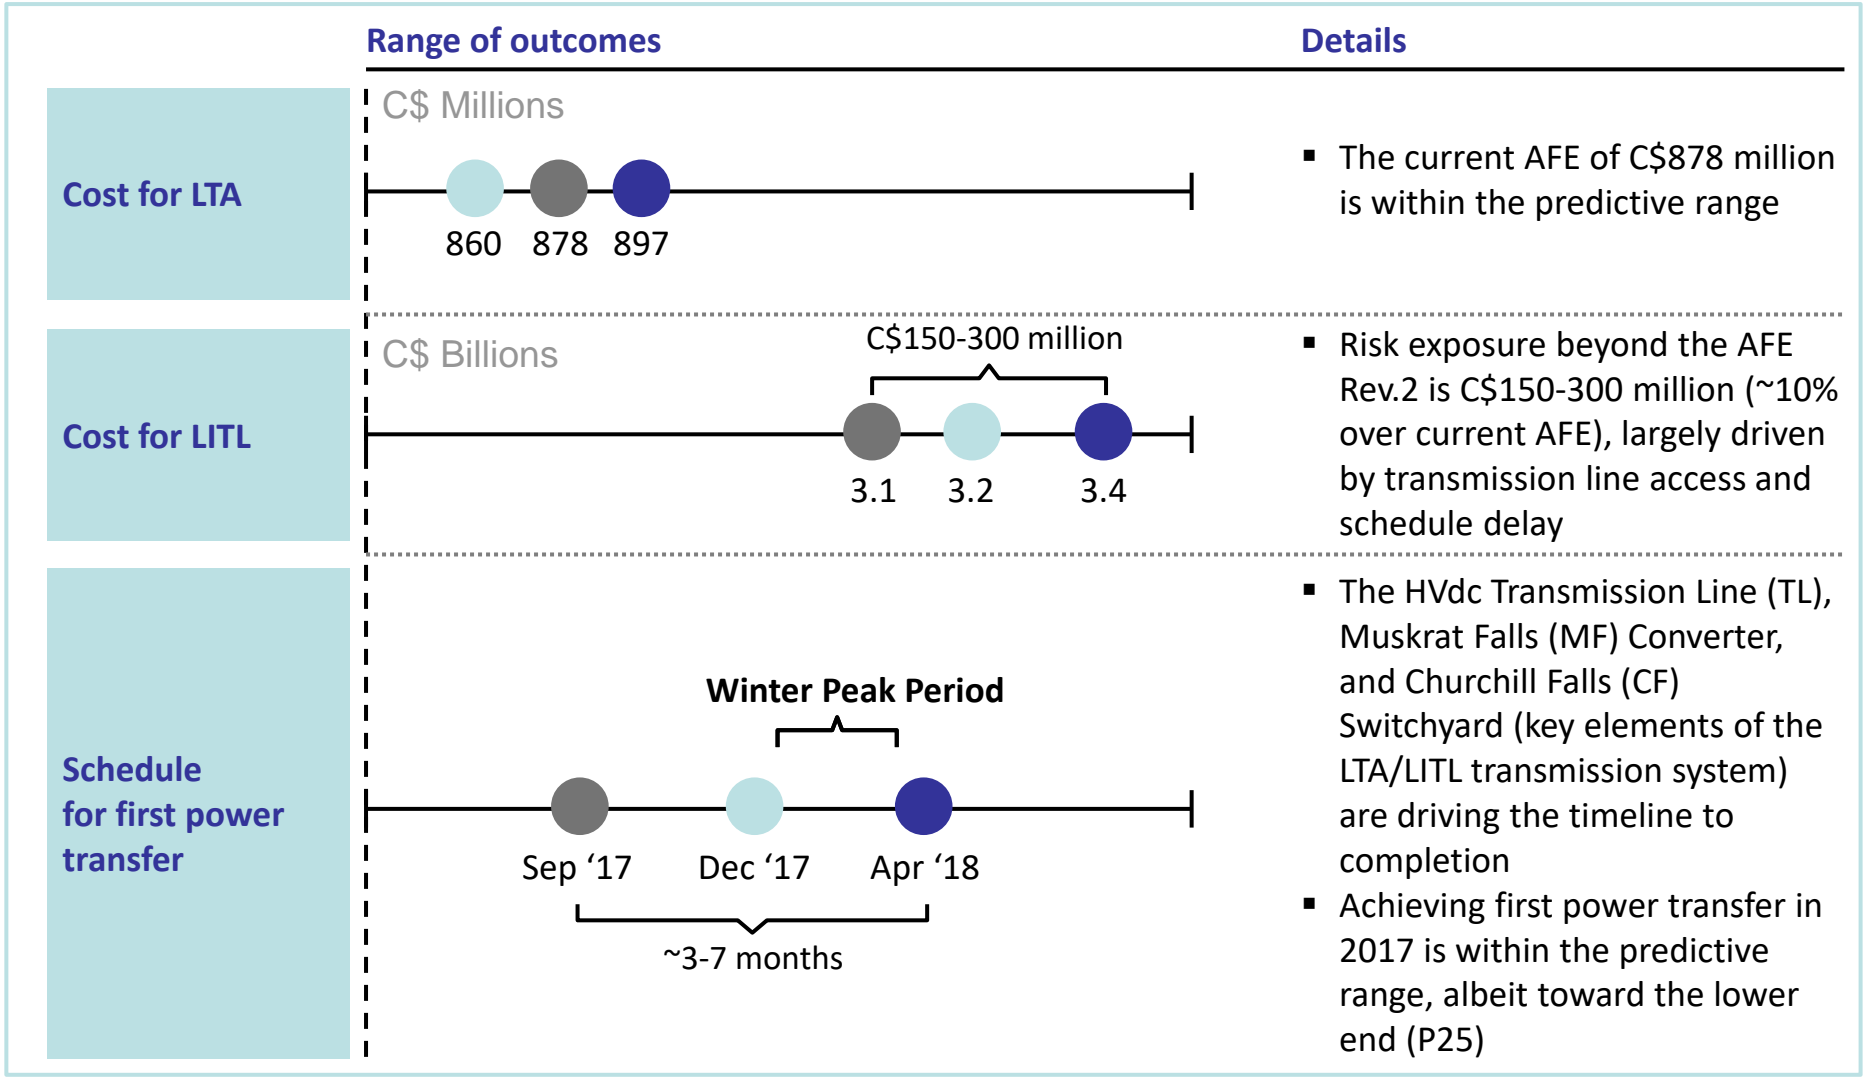 Range of outcomes
Details
Cost for LTA
C$ Millions
860 878 897
▪ The current AFE of C$878 million
is within the predictive range
Cost for LITL
C$ Billions
C$150-300 million
3.1 3.2 3.4
▪ Risk exposure beyond the AFE
Rev.2 is C$150-300 million (~10%
over current AFE), largely driven
by transmission line access and
schedule delay
Schedule
for first power
transfer
Winter Peak Period
Sep ‘17 Dec ‘17 Apr ‘18
~3-7 months
▪ The HVdc Transmission Line (TL),
Muskrat Falls (MF) Converter,
and Churchill Falls (CF)
Switchyard (key elements of the
LTA/LITL transmission system)
are driving the timeline to
completion
▪ Achieving first power transfer in
2017 is within the predictive
range, albeit toward the lower
end (P25)